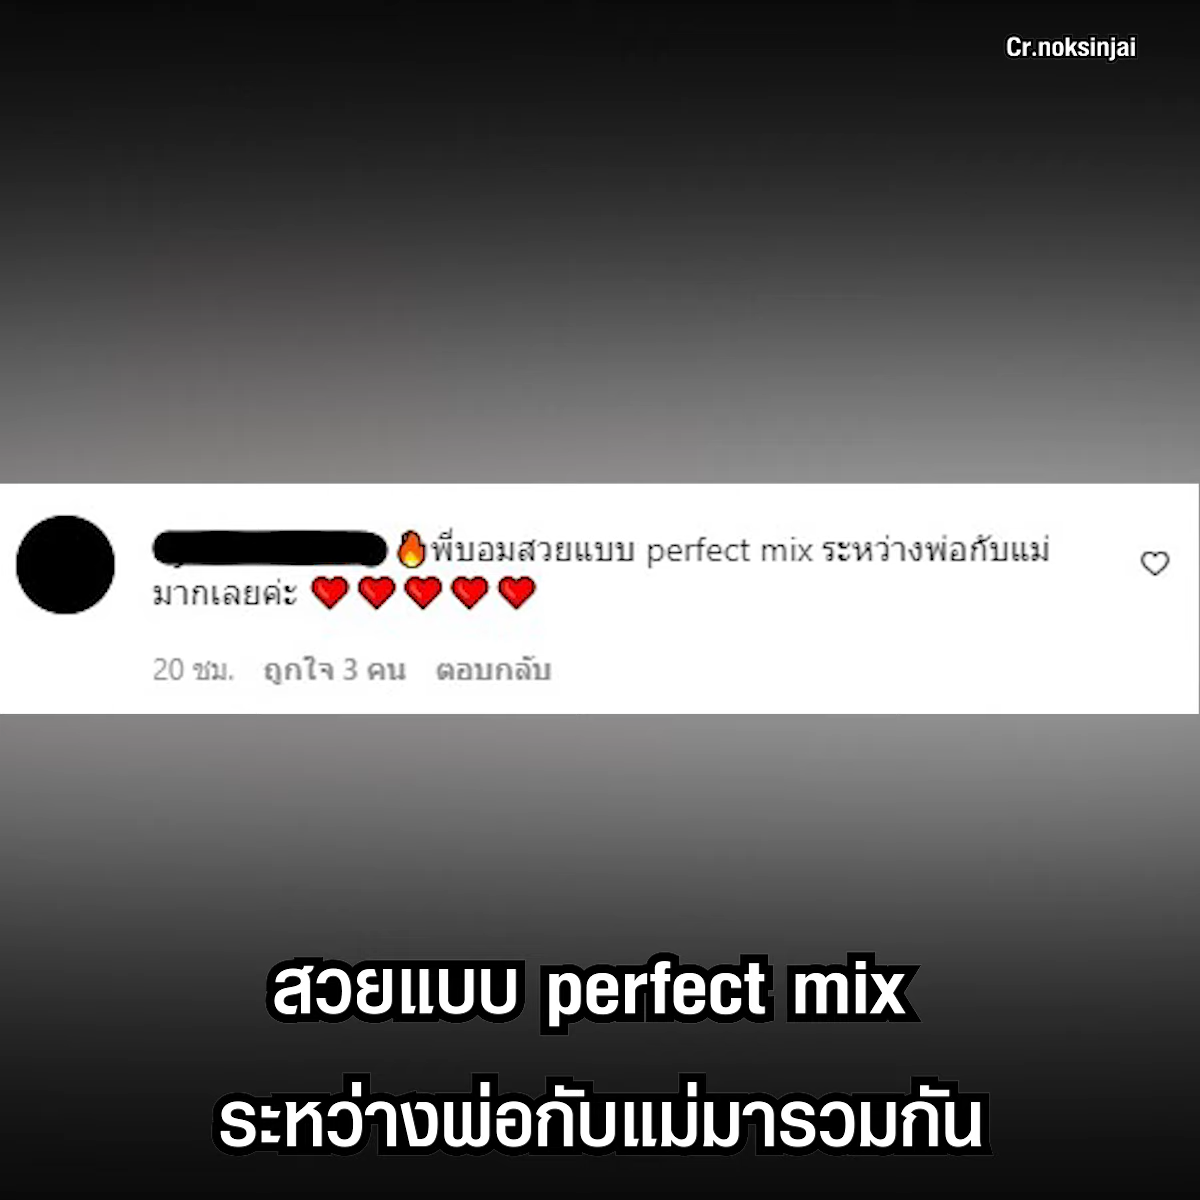 Cr.noksinjai
🔥พี่บอมสวยแบบ perfect mix ระหว่างพ่อกับแม่
มากเลยค่ะ ❤️❤️❤️❤️❤️
20 ชม. ถูกใจ 3 คน ตอบกลับ
สวยแบบ perfect mix
ระหว่างพ่อกับแม่มารวมกัน